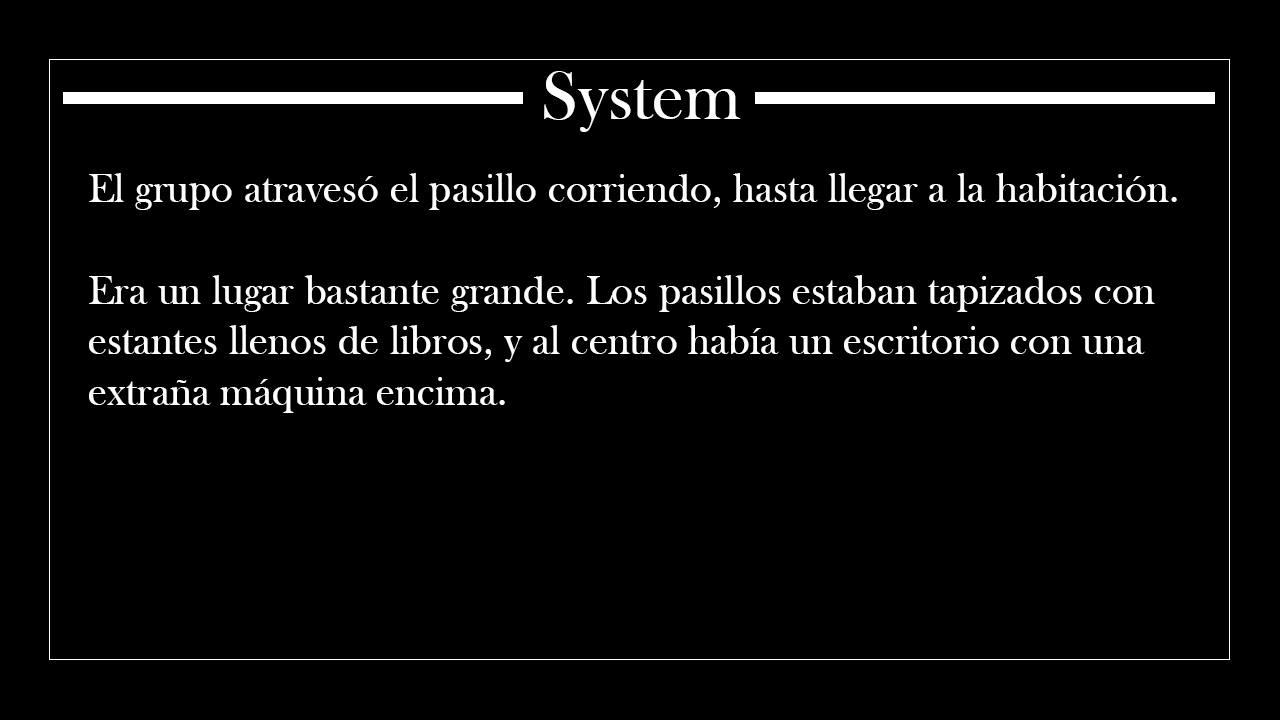 System
El grupo atravesó el pasillo corriendo, hasta llegar a la habitación.
Era un lugar bastante grande. Los pasillos estaban tapizados con
estantes llenos de libros, y al centro había un escritorio con una
extraña máquina encima.